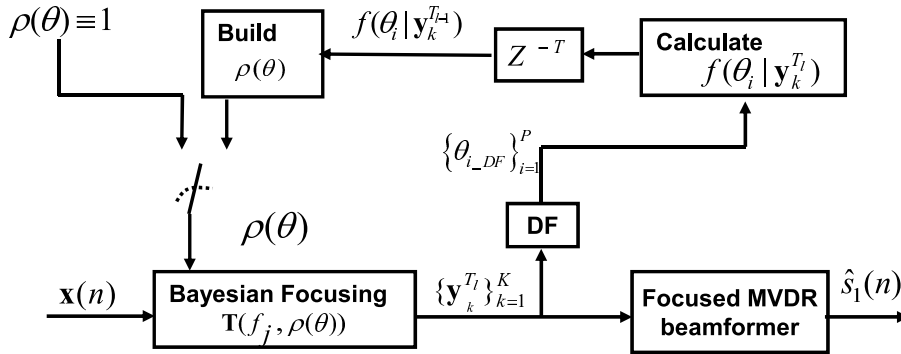 ρ(θ) ≡ 1
Build
ρ(θ)
f(θ_i | y_k^{T_{l-1}})
Z^{-T}
Calculate
f(θ_i | y_k^{T_l})
{θ_{i_DF}}_{i=1}^{P}
DF
ρ(θ)
x(n)
Bayesian Focusing
T(f_j, ρ(θ))
{y_k^{T_l}}_{k=1}^{K}
Focused MVDR
beamformer
ŝ_1(n)